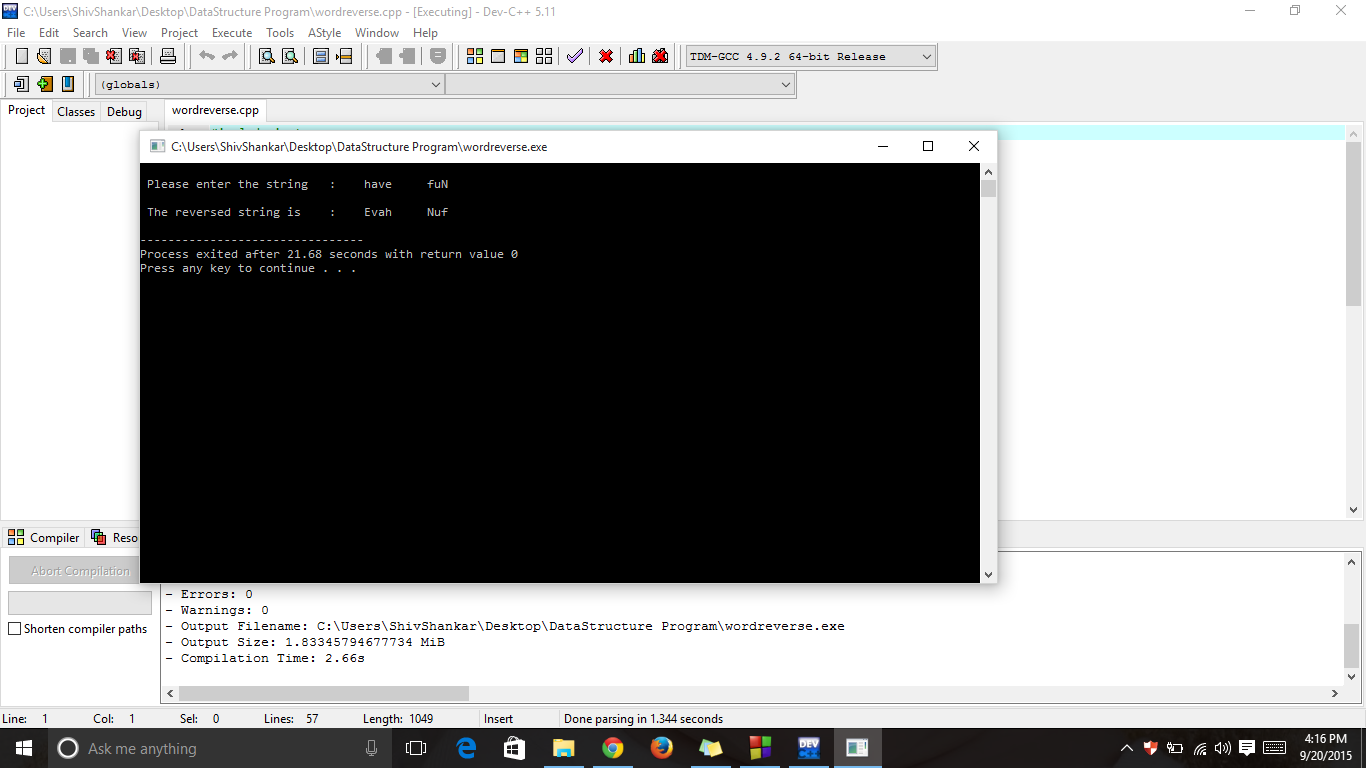 C:\Users\ShivShankar\Desktop\DataStructure Program\wordreverse.cpp - [Executing] - Dev-C++ 5.11
File Edit Search View Project Execute Tools AStyle Window Help
TDM-GCC 4.9.2 64-bit Release
(globals)
Project Classes Debug wordreverse.cpp
C:\Users\ShivShankar\Desktop\DataStructure Program\wordreverse.exe
Please enter the string : have fuN
The reversed string is : Evah Nuf
--------------------------------
Process exited after 21.68 seconds with return value 0
Press any key to continue . . .
Compiler Reso
Abort Compilation
Shorten compiler paths
- Errors: 0
- Warnings: 0
- Output Filename: C:\Users\ShivShankar\Desktop\DataStructure Program\wordreverse.exe
- Output Size: 1.83345794677734 MiB
- Compilation Time: 2.66s
Line: 1 Col: 1 Sel: 0 Lines: 57 Length: 1049 Insert Done parsing in 1.344 seconds
Ask me anything
DEV
4:16 PM
9/20/2015